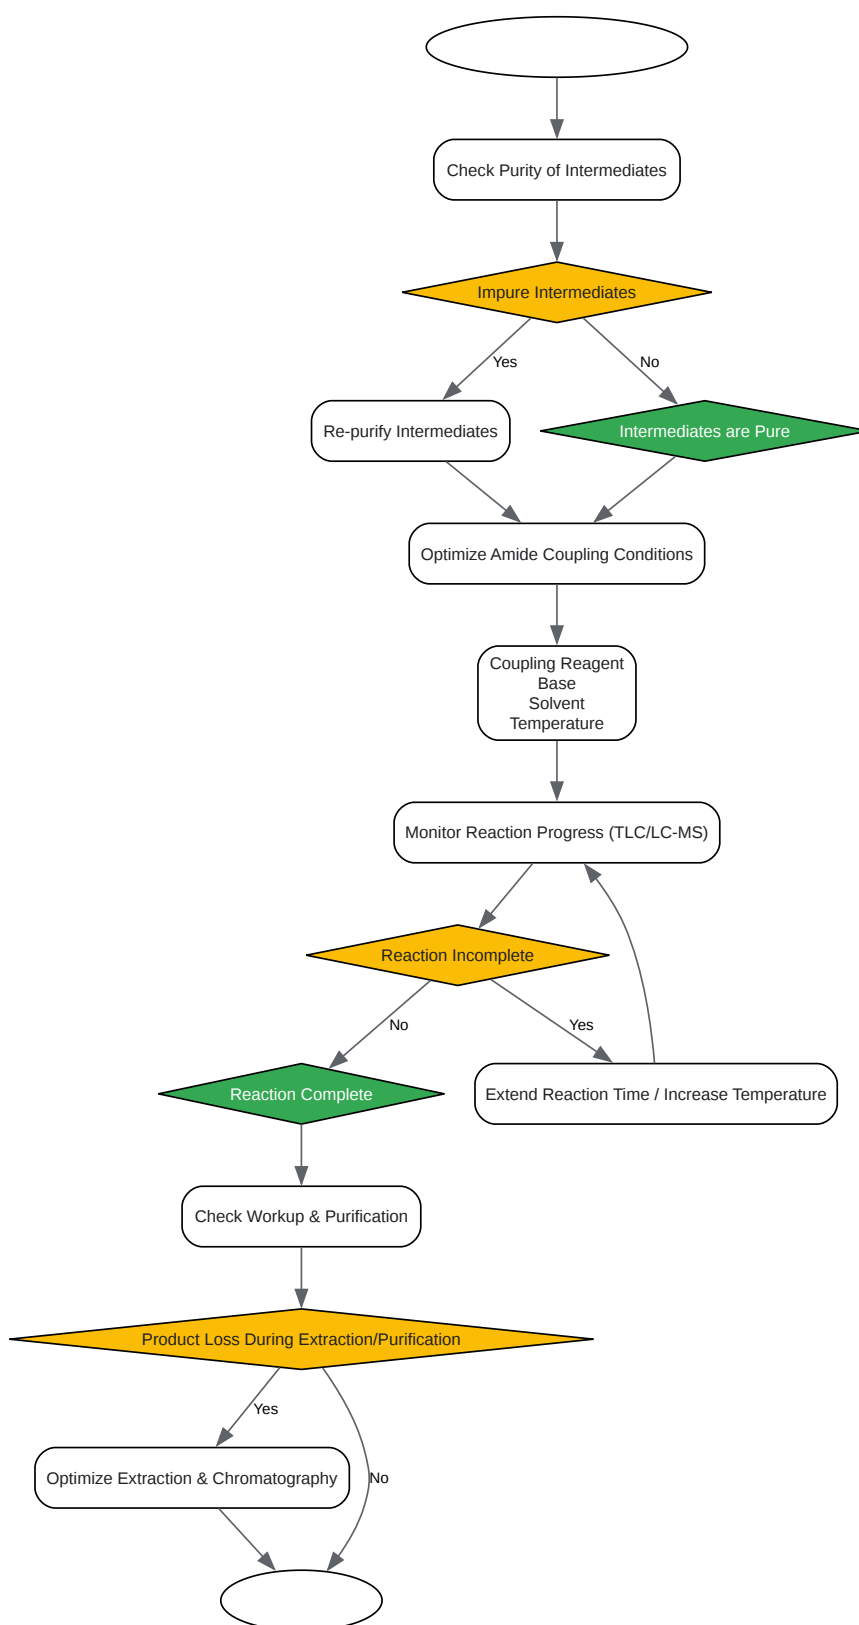 Check Purity of Intermediates
Impure Intermediates
Yes
No
Re-purify Intermediates
Intermediates are Pure
Optimize Amide Coupling Conditions
Coupling Reagent
Base
Solvent
Temperature
Monitor Reaction Progress (TLC/LC-MS)
Reaction Incomplete
No
Yes
Reaction Complete
Extend Reaction Time / Increase Temperature
Check Workup & Purification
Product Loss During Extraction/Purification
Yes
Optimize Extraction & Chromatography
No